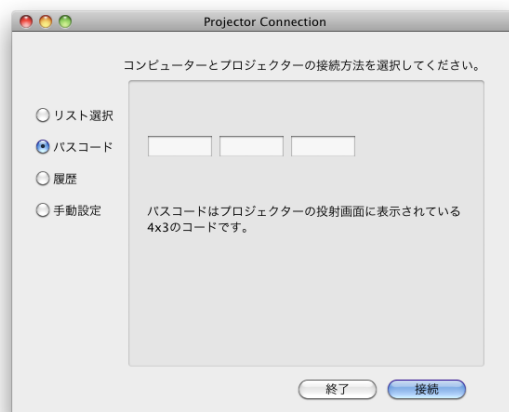 Projector Connection
コンピューターとプロジェクターの接続方法を選択してください。
リスト選択
パスコード
履歴
手動設定
パスコードはプロジェクターの投射画面に表示されている
4x3のコードです。
終了
接続